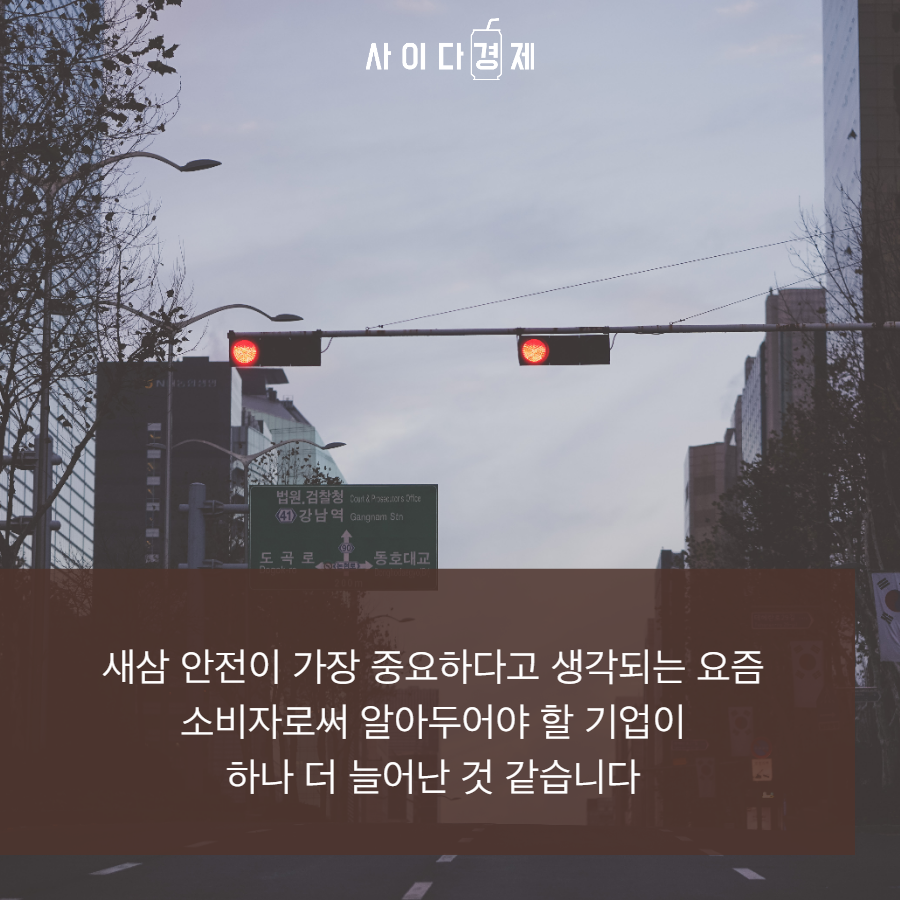 사이다경제
법원, 검찰청 Court & Prosecutions Office
41 강남역 Gangnam Stn
도곡로 동호대교
새삼 안전이 가장 중요하다고 생각되는 요즘
소비자로써 알아두어야 할 기업이
하나 더 늘어난 것 같습니다